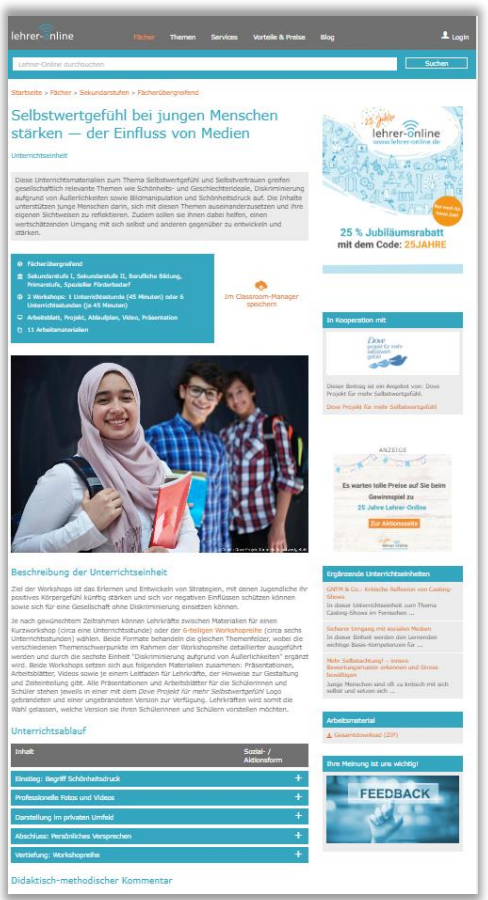 lehrer-online
Fächer Themen Services Vorteile & Preise Blog Login
Lehrer-Online durchsuchen Suchen
Startseite > Fächer > Sekundarstufen > Fächerübergreifend
Selbstwertgefühl bei jungen Menschen
stärken — der Einfluss von Medien
Unterrichtseinheit
Diese Unterrichtsmaterialien zum Thema Selbstwertgefühl und Selbstvertrauen greifen
gesellschaftlich relevante Themen wie Schönheits- und Geschlechterideale, Diskriminierung
aufgrund von Äußerlichkeiten sowie Bildmanipulation und Schönheitsdruck auf. Die Inhalte
unterstützen junge Menschen darin, sich mit diesen Themen auseinanderzusetzen und ihre
eigenen Sichtweisen zu reflektieren. Zudem sollen sie ihnen dabei helfen, einen
wertschätzenden Umgang mit sich selbst und anderen gegenüber zu entwickeln und
stärken.
Fächerübergreifend
Sekundarstufe I, Sekundarstufe II, Berufliche Bildung,
Primarstufe, Spezieller Förderbedarf
2 Workshops: 1 Unterrichtsstunde (45 Minuten) oder 6
Unterrichtsstunden (je 45 Minuten)
Arbeitsblatt, Projekt, Ablaufplan, Video, Präsentation
11 Arbeitsmaterialien
Im Classroom-Manager
speichern
Beschreibung der Unterrichtseinheit
Ziel der Workshops ist das Erlernen und Entwickeln von Strategien, mit denen Jugendliche ihr
positives Körpergefühl künftig stärken und sich vor negativen Einflüssen schützen können
sowie sich für eine Gesellschaft ohne Diskriminierung einsetzen können.
Je nach gewünschtem Zeitrahmen können Lehrkräfte zwischen Materialien für einen
Kurzworkshop (circa eine Unterrichtsstunde) oder der 6-teiligen Workshopreihe (circa sechs
Unterrichtsstunden) wählen. Beide Formate behandeln die gleichen Themenfelder, wobei die
verschiedenen Themenschwerpunkte im Rahmen der Workshopreihe detaillierter ausgeführt
werden und durch die sechste Einheit "Diskriminierung aufgrund von Äußerlichkeiten" ergänzt
wird. Beide Workshops setzen sich aus folgenden Materialien zusammen: Präsentationen,
Arbeitsblätter, Videos sowie je einem Leitfaden für Lehrkräfte, der Hinweise zur Gestaltung
und Zeiteinteilung gibt. Alle Präsentationen und Arbeitsblätter für die Schülerinnen und
Schüler stehen jeweils in einer mit dem Dove Projekt für mehr Selbstwertgefühl Logo
gebrandeten und einer ungebrandeten Version zur Verfügung. Lehrkräften wird somit die
Wahl gelassen, welche Version sie ihren Schülerinnen und Schülern vorstellen möchten.
Unterrichtsablauf
Inhalt Sozial- /
Aktionsform
Einstieg: Begriff Schönheitsdruck +
Professionelle Fotos und Videos +
Darstellung im privaten Umfeld +
Abschluss: Persönliches Versprechen +
Vertiefung: Workshopreihe +
Didaktisch-methodischer Kommentar
25 Jahre
lehrer-online
www.lehrer-online.de
25 % Jubiläumsrabatt
mit dem Code: 25JAHRE
In Kooperation mit
Dove
projekt für mehr
selbstwert-
gefühl
Dieser Beitrag ist ein Angebot von: Dove
Projekt für mehr Selbstwertgefühl.
Dove Projekt für mehr Selbstwertgefühl
ANZEIGE
Es warten tolle Preise auf Sie beim
Gewinnspiel zu
25 Jahre Lehrer-Online
Zur Aktionsseite
lehrer-online
Ergänzende Unterrichtseinheiten
GNTM & Co.: Kritische Reflexion von Casting-
Shows
In dieser Unterrichtseinheit zum Thema
Casting-Shows im Fernsehen ...
Sicherer Umgang mit sozialen Medien
In dieser Einheit werden den Lernenden
wichtige Basis-Kompetenzen für ...
Mehr Selbstachtung! – innere
Bewertungsmuster erkennen und Stress
bewältigen
Junge Menschen sind oft zu kritisch mit sich
selbst und setzen sich ...
Arbeitsmaterial
Gesamtdownload (ZIP)
Ihre Meinung ist uns wichtig!
FEEDBACK